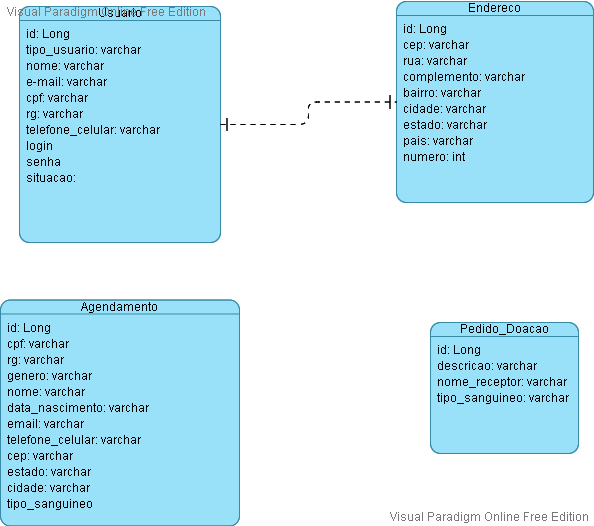 Visual Paradigm Online Free Edition
Usuario
id: Long
tipo_usuario: varchar
nome: varchar
e-mail: varchar
cpf: varchar
rg: varchar
telefone_celular: varchar
login
senha
situacao:
Endereco
id: Long
cep: varchar
rua: varchar
complemento: varchar
bairro: varchar
cidade: varchar
estado: varchar
pais: varchar
numero: int
Agendamento
id: Long
cpf: varchar
rg: varchar
genero: varchar
nome: varchar
data_nascimento: varchar
email: varchar
telefone_celular: varchar
cep: varchar
estado: varchar
cidade: varchar
tipo_sanguineo
Pedido_Doacao
id: Long
descricao: varchar
nome_receptor: varchar
tipo_sanguineo: varchar
Visual Paradigm Online Free Edition